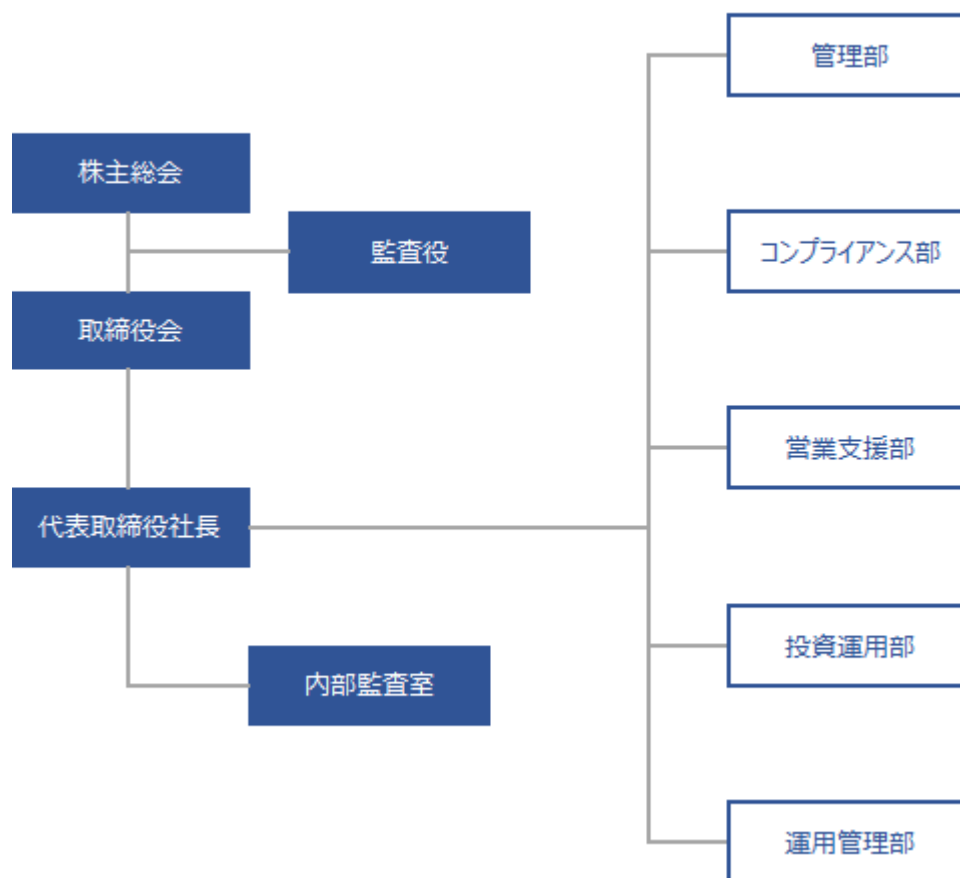 株主総会
監査役
取締役会
代表取締役社長
内部監査室
管理部
コンプライアンス部
営業支援部
投資運用部
運用管理部